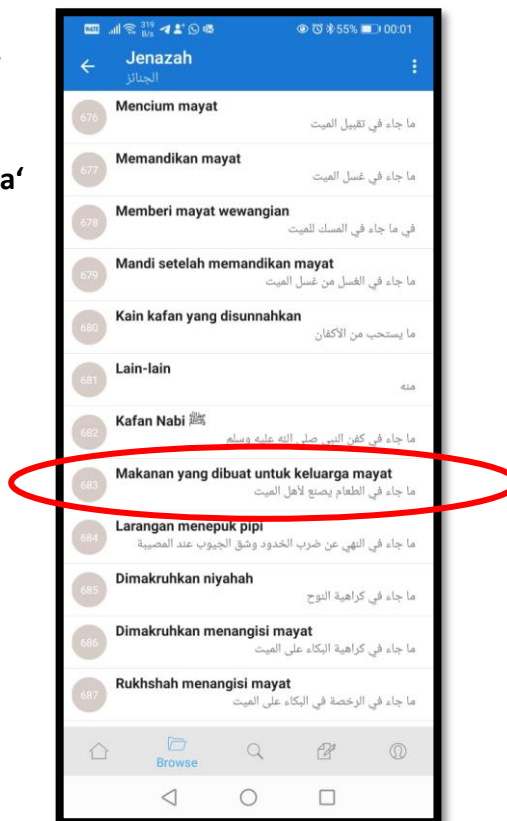 a‘
VoLTE 319 B/s 55% 00:01
Jenazah
الجنائز
676 Mencium mayat
ما جاء في تقبيل الميت
677 Memandikan mayat
ما جاء في غسل الميت
678 Memberi mayat wewangian
في ما جاء في المسك للميت
679 Mandi setelah memandikan mayat
ما جاء في الغسل من غسل الميت
680 Kain kafan yang disunnahkan
ما يستحب من الأكفان
681 Lain-lain
منه
682 Kafan Nabi ﷺ
ما جاء في كفن النبي صلى الله عليه وسلم
683 Makanan yang dibuat untuk keluarga mayat
ما جاء في الطعام يصنع لأهل الميت
684 Larangan menepuk pipi
ما جاء في النهي عن ضرب الخدود وشق الجيوب عند المصيبة
685 Dimakruhkan niyahah
ما جاء في كراهية النوح
686 Dimakruhkan menangisi mayat
ما جاء في كراهية البكاء على الميت
687 Rukhshah menangisi mayat
ما جاء في الرخصة في البكاء على الميت
Browse